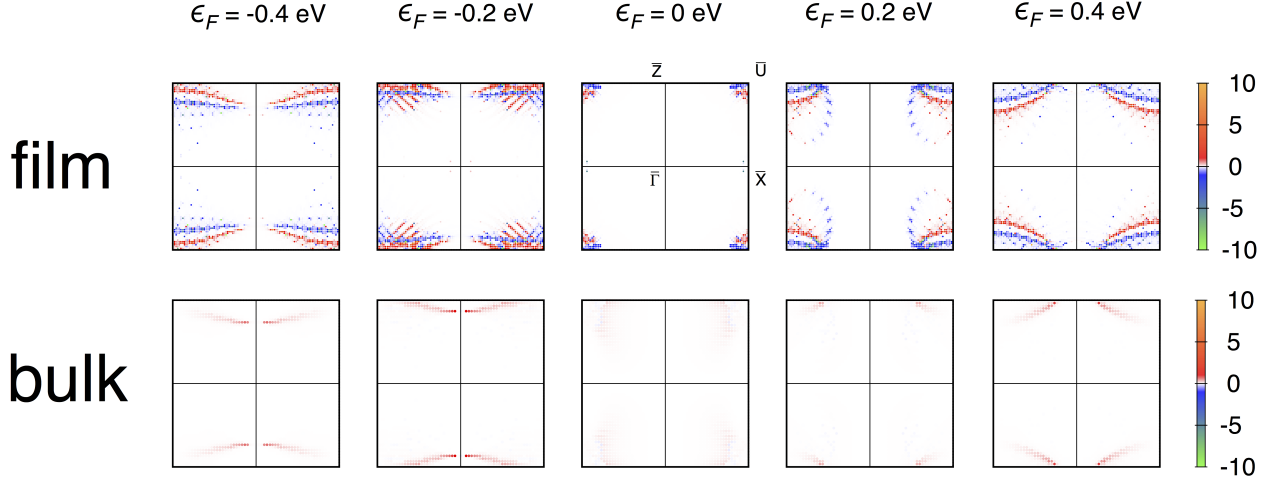 ϵF = -0.4 eV
ϵF = -0.2 eV
ϵF = 0 eV
ϵF = 0.2 eV
ϵF = 0.4 eV
film
Z̅
U̅
Γ̅
X̅
10
5
0
-5
-10
bulk
10
5
0
-5
-10